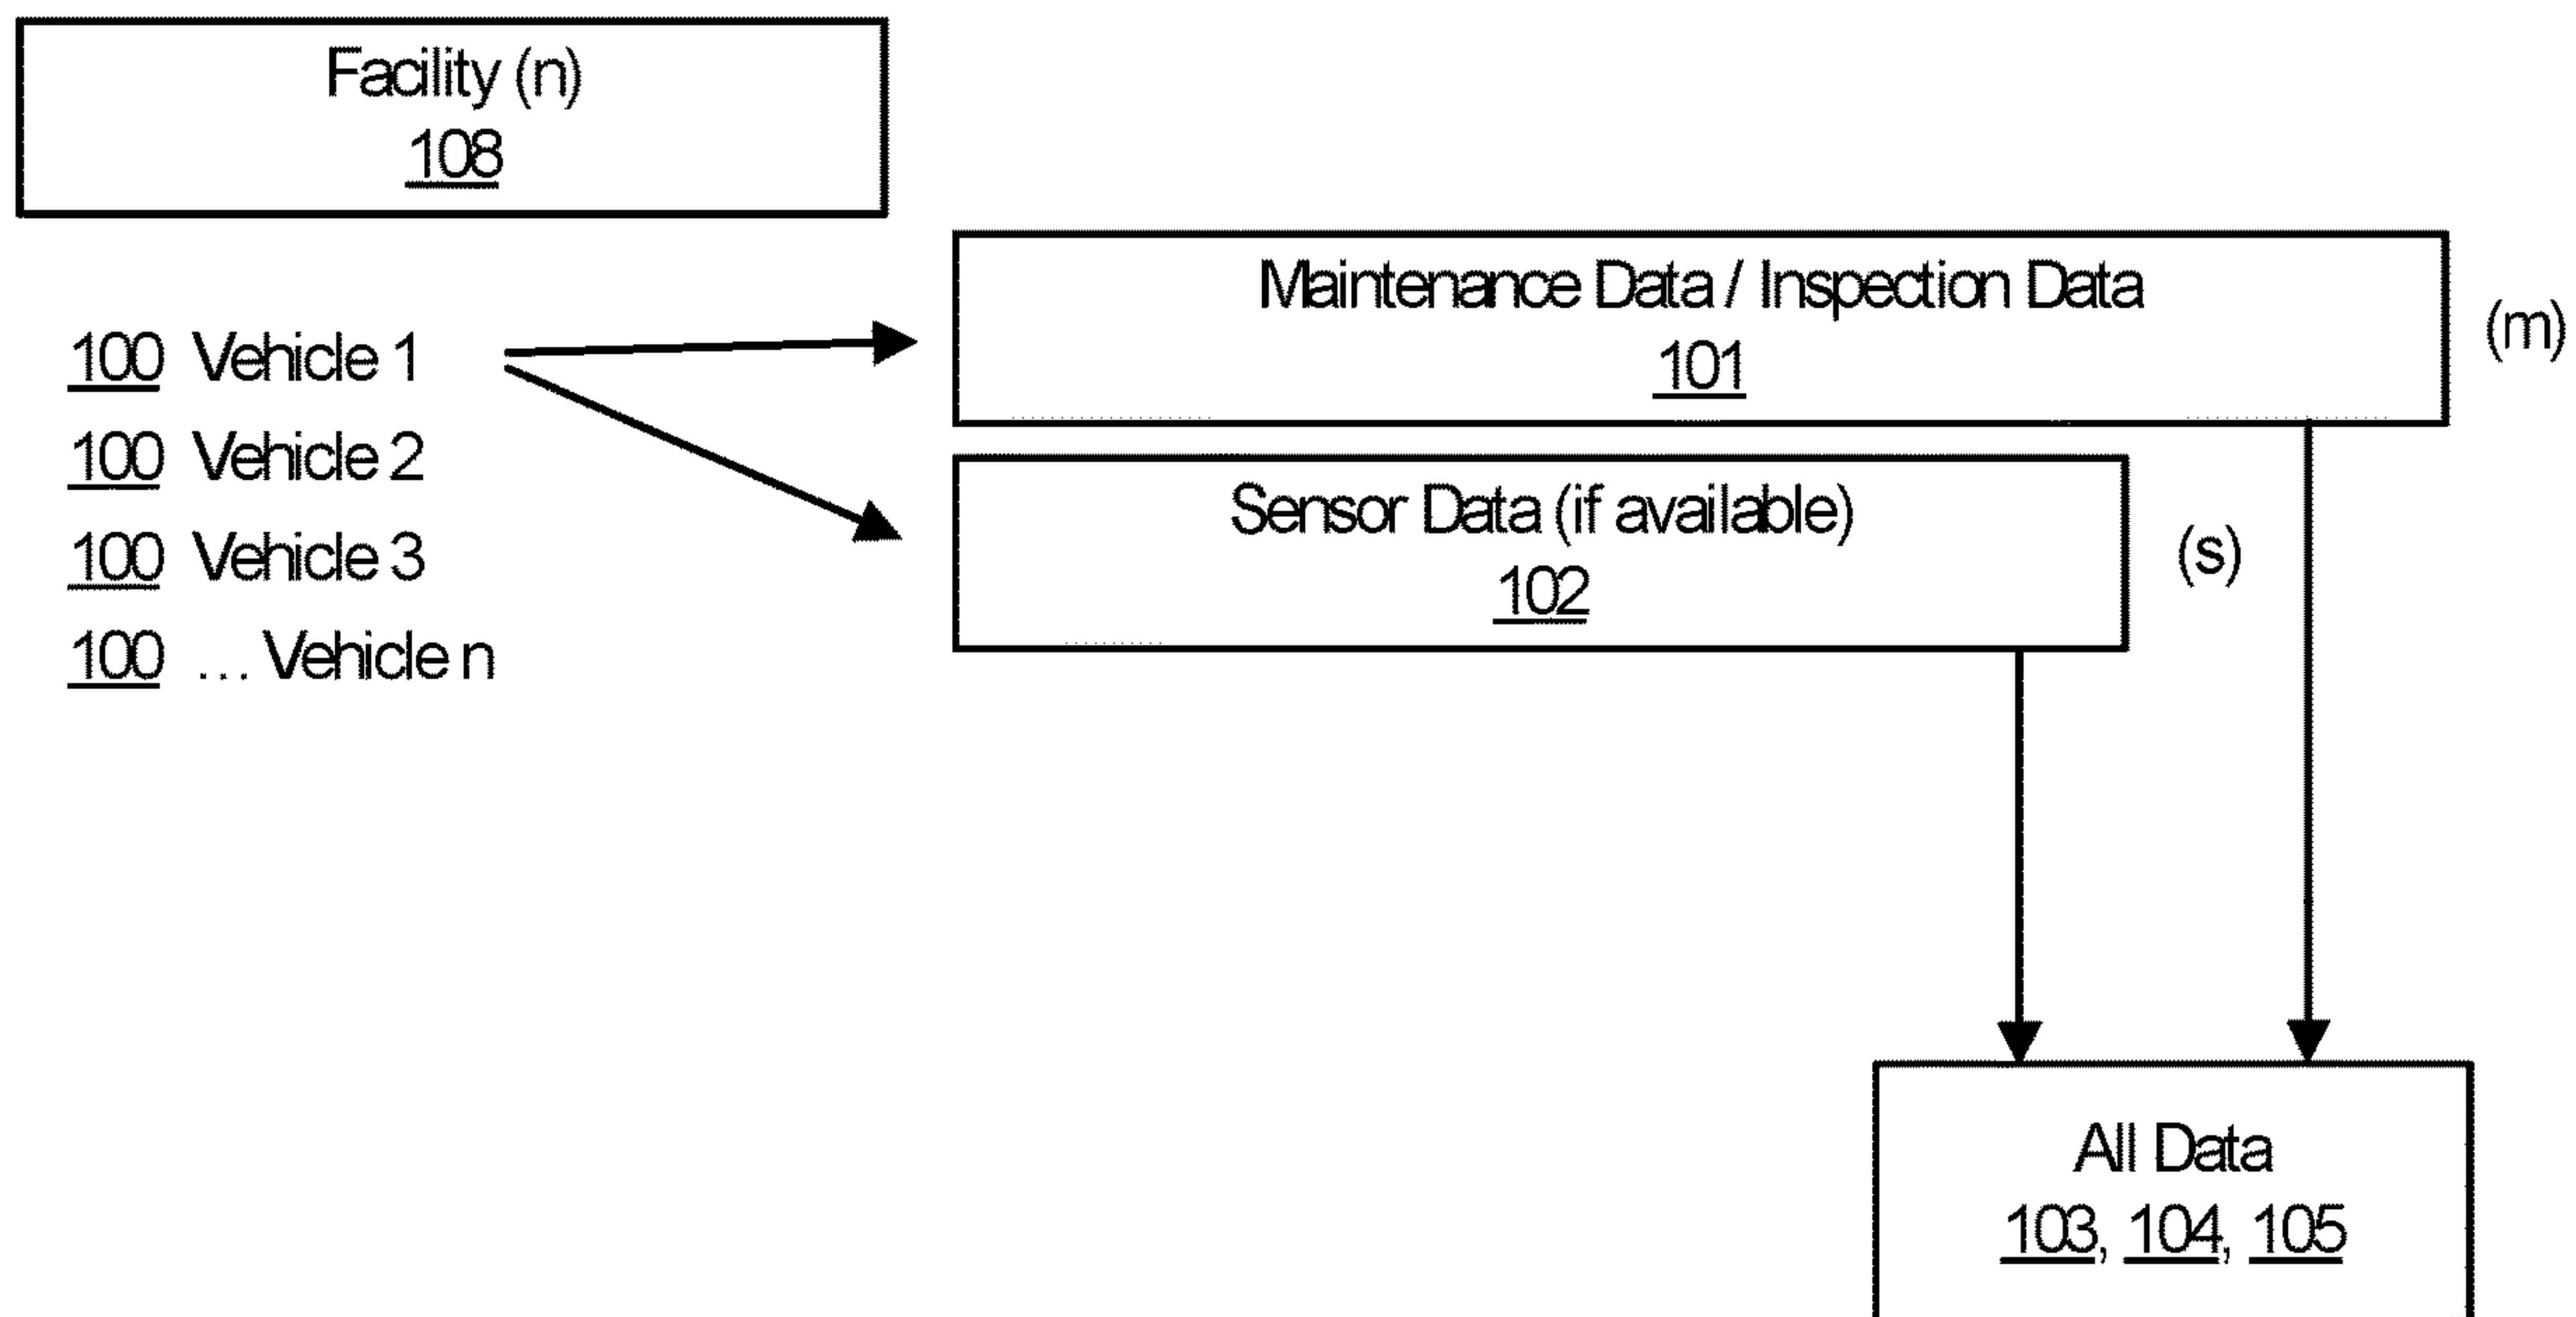 Facility (n)
108
Maintenance Data / Inspection Data
101
(m)
100 Vehicle 1
100 Vehicle 2
100 Vehicle 3
100 ... Vehicle n
Sensor Data (if available)
102
(s)
All Data
103, 104, 105